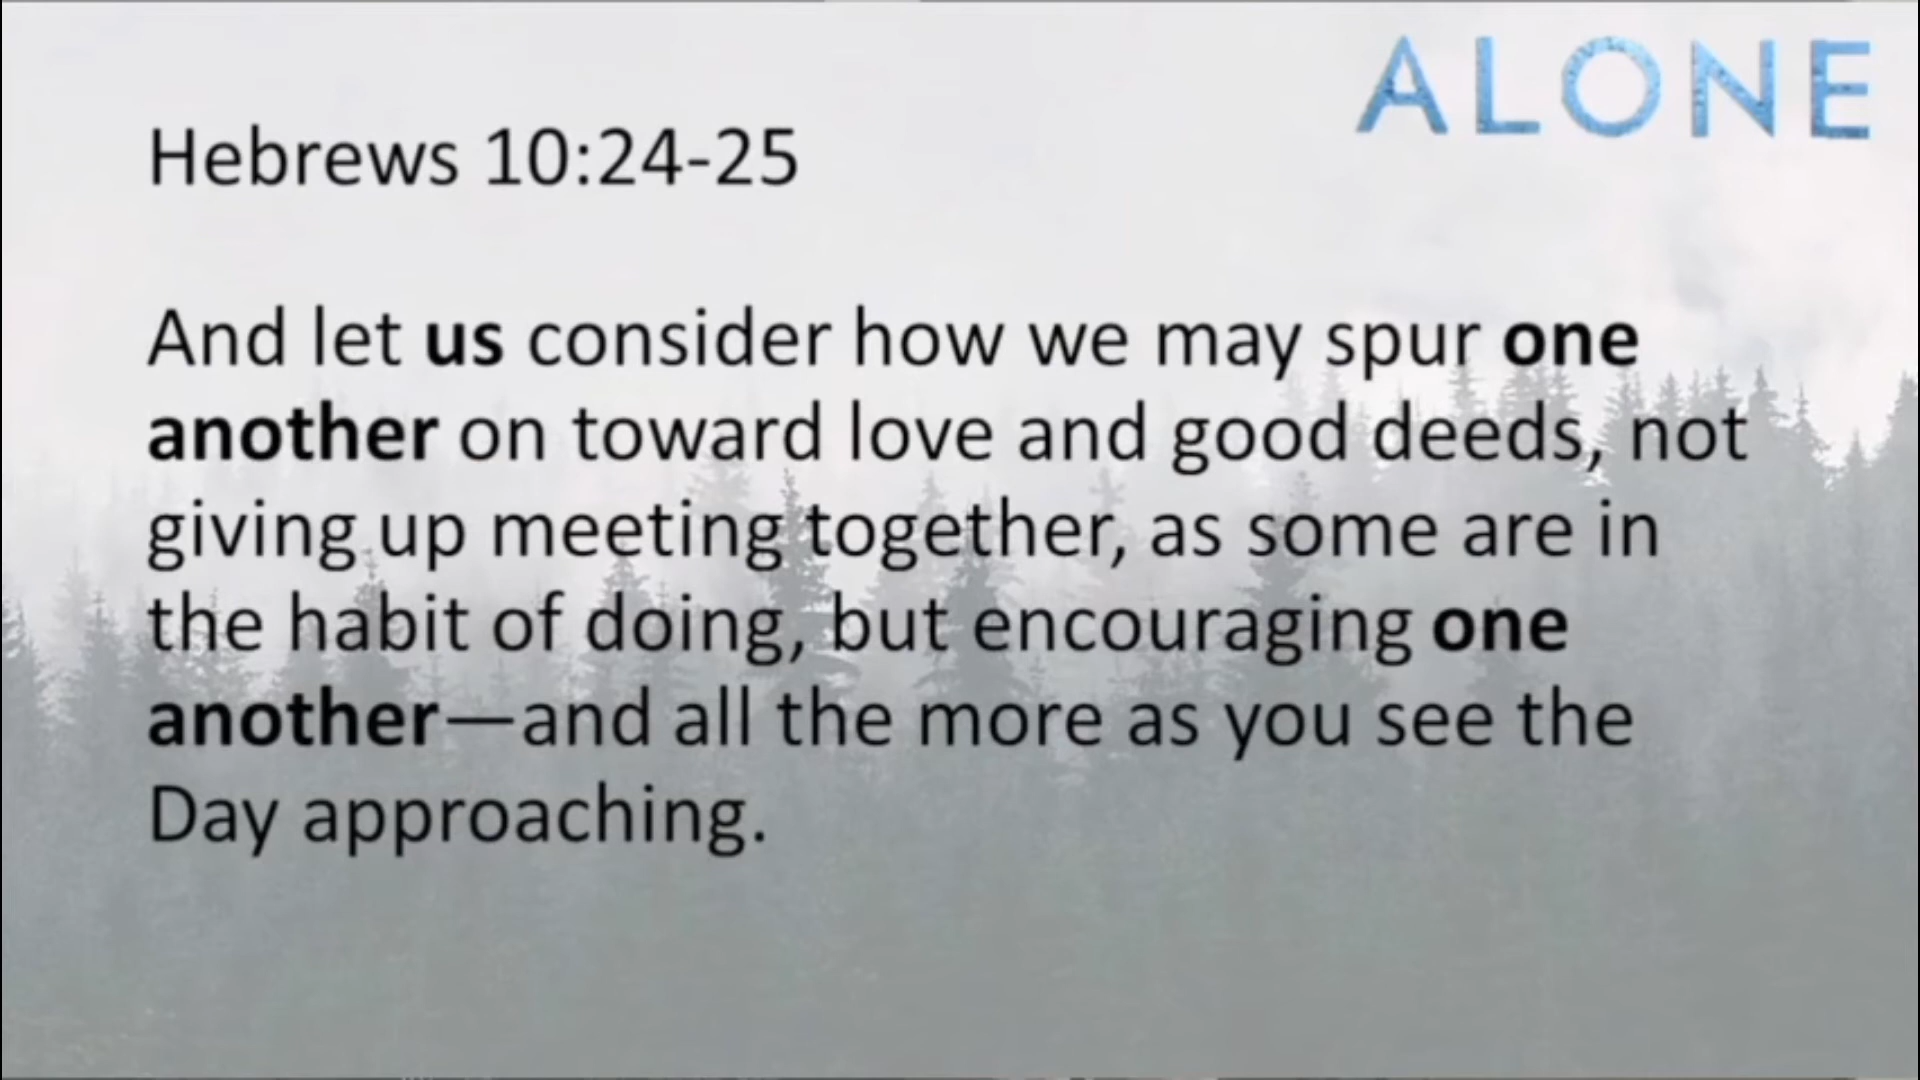 ALONE
Hebrews 10:24-25
And let us consider how we may spur one
another on toward love and good deeds, not
giving up meeting together, as some are in
the habit of doing, but encouraging one
another—and all the more as you see the
Day approaching.